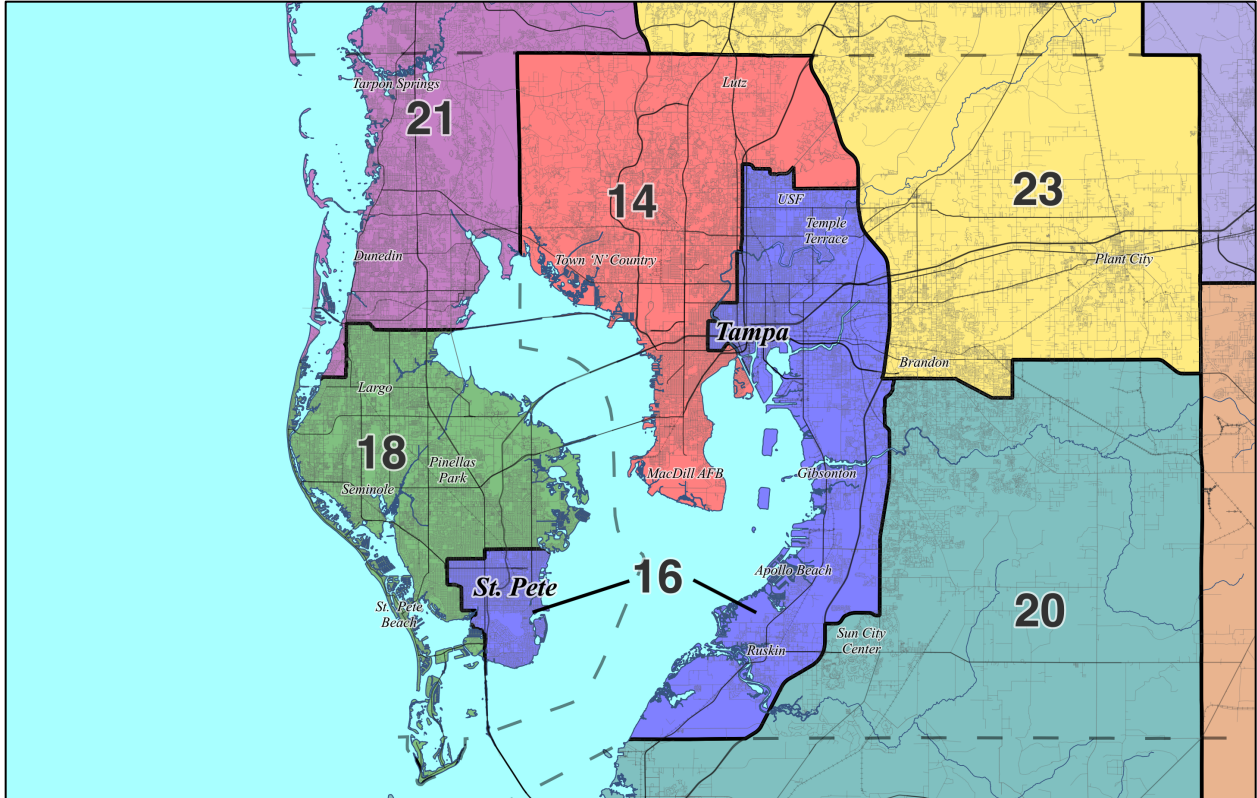 Lutz
Tarpon Springs
21
14
23
USF
Temple
Terrace
Dunedin
Town 'N' Country
Plant City
Tampa
Brandon
Largo
18
Pinellas
Park
MacDill AFB
Gibsonton
Seminole
Apollo Beach
16
St. Pete
St. Pete
Beach
20
Sun City
Center
Ruskin